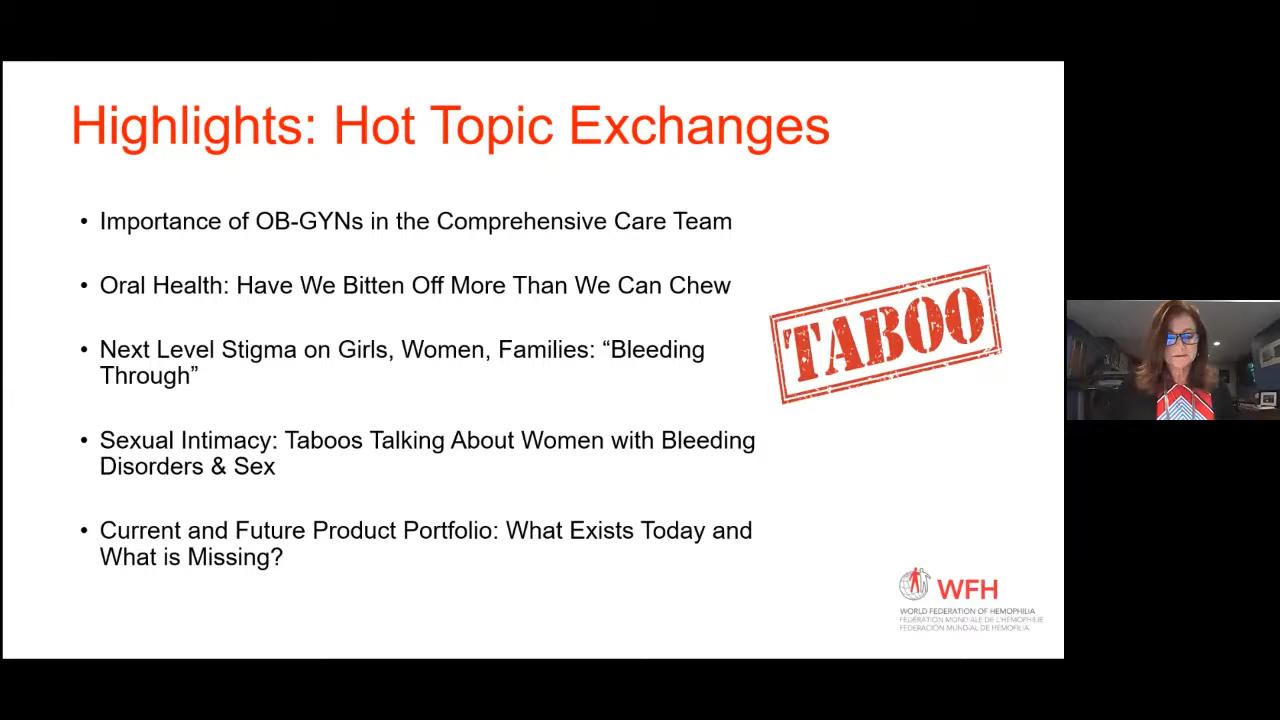 Highlights: Hot Topic Exchanges
• Importance of OB-GYNs in the Comprehensive Care Team
• Oral Health: Have We Bitten Off More Than We Can Chew
• Next Level Stigma on Girls, Women, Families: “Bleeding
Through”
• Sexual Intimacy: Taboos Talking About Women with Bleeding
Disorders & Sex
• Current and Future Product Portfolio: What Exists Today and
What is Missing?
TABOO
WFH
WORLD FEDERATION OF HEMOPHILIA
FÉDÉRATION MONDIALE DE L'HÉMOPHILIE
FEDERACIÓN MUNDIAL DE HEMOFILIA